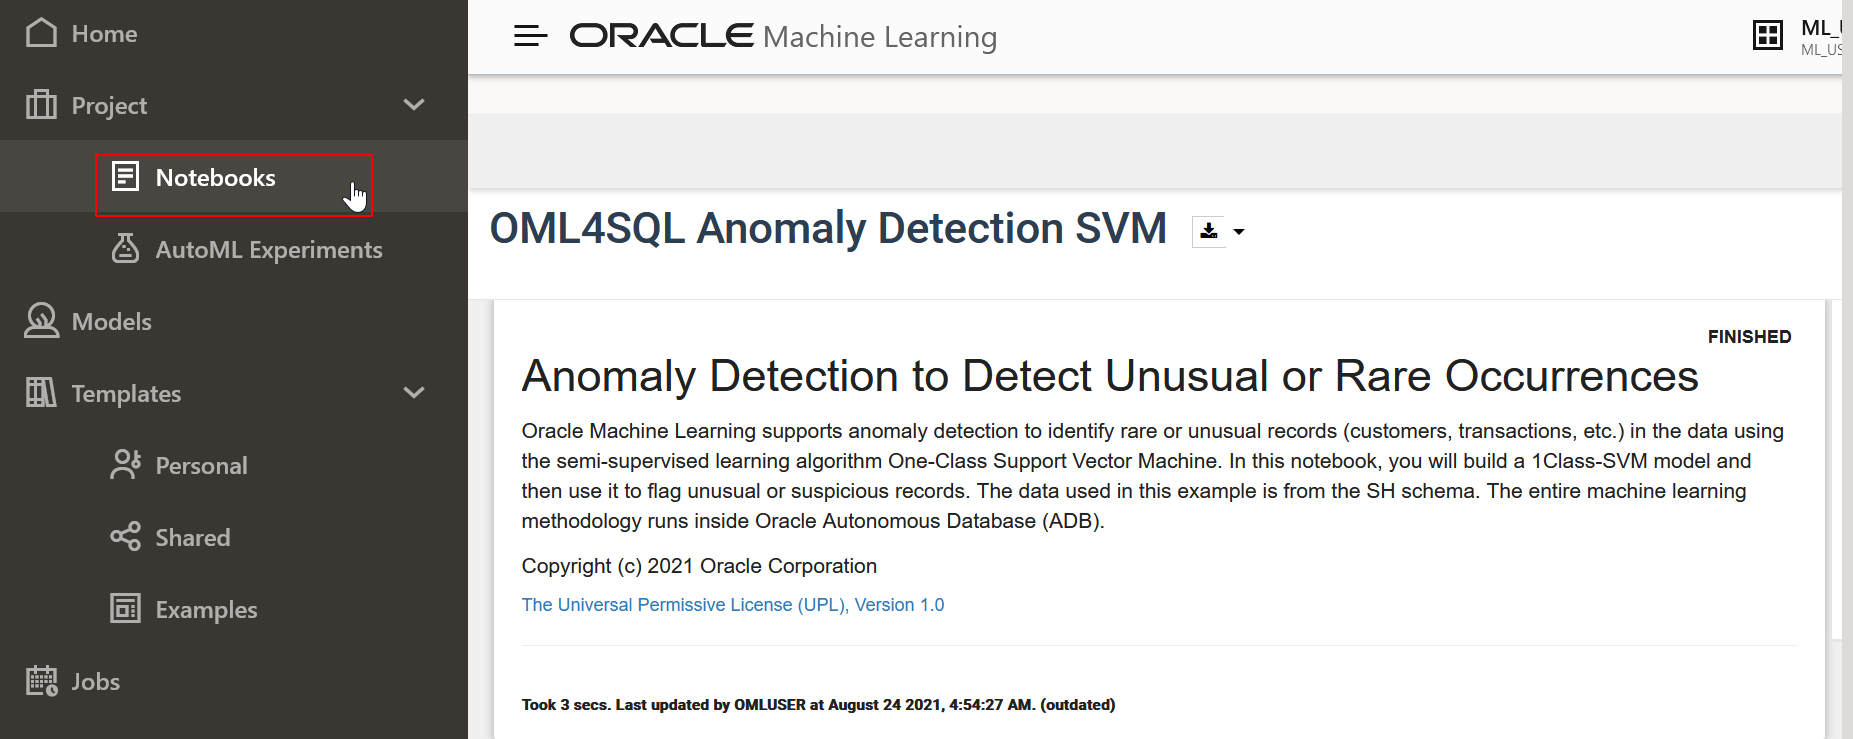 Home
Project
Notebooks
AutoML Experiments
Models
Templates
Personal
Shared
Examples
Jobs
ORACLE Machine Learning
ML_U
ML_US
OML4SQL Anomaly Detection SVM
FINISHED
Anomaly Detection to Detect Unusual or Rare Occurrences
Oracle Machine Learning supports anomaly detection to identify rare or unusual records (customers, transactions, etc.) in the data using
the semi-supervised learning algorithm One-Class Support Vector Machine. In this notebook, you will build a 1Class-SVM model and
then use it to flag unusual or suspicious records. The data used in this example is from the SH schema. The entire machine learning
methodology runs inside Oracle Autonomous Database (ADB).
Copyright (c) 2021 Oracle Corporation
The Universal Permissive License (UPL), Version 1.0
Took 3 secs. Last updated by OMLUSER at August 24 2021, 4:54:27 AM. (outdated)